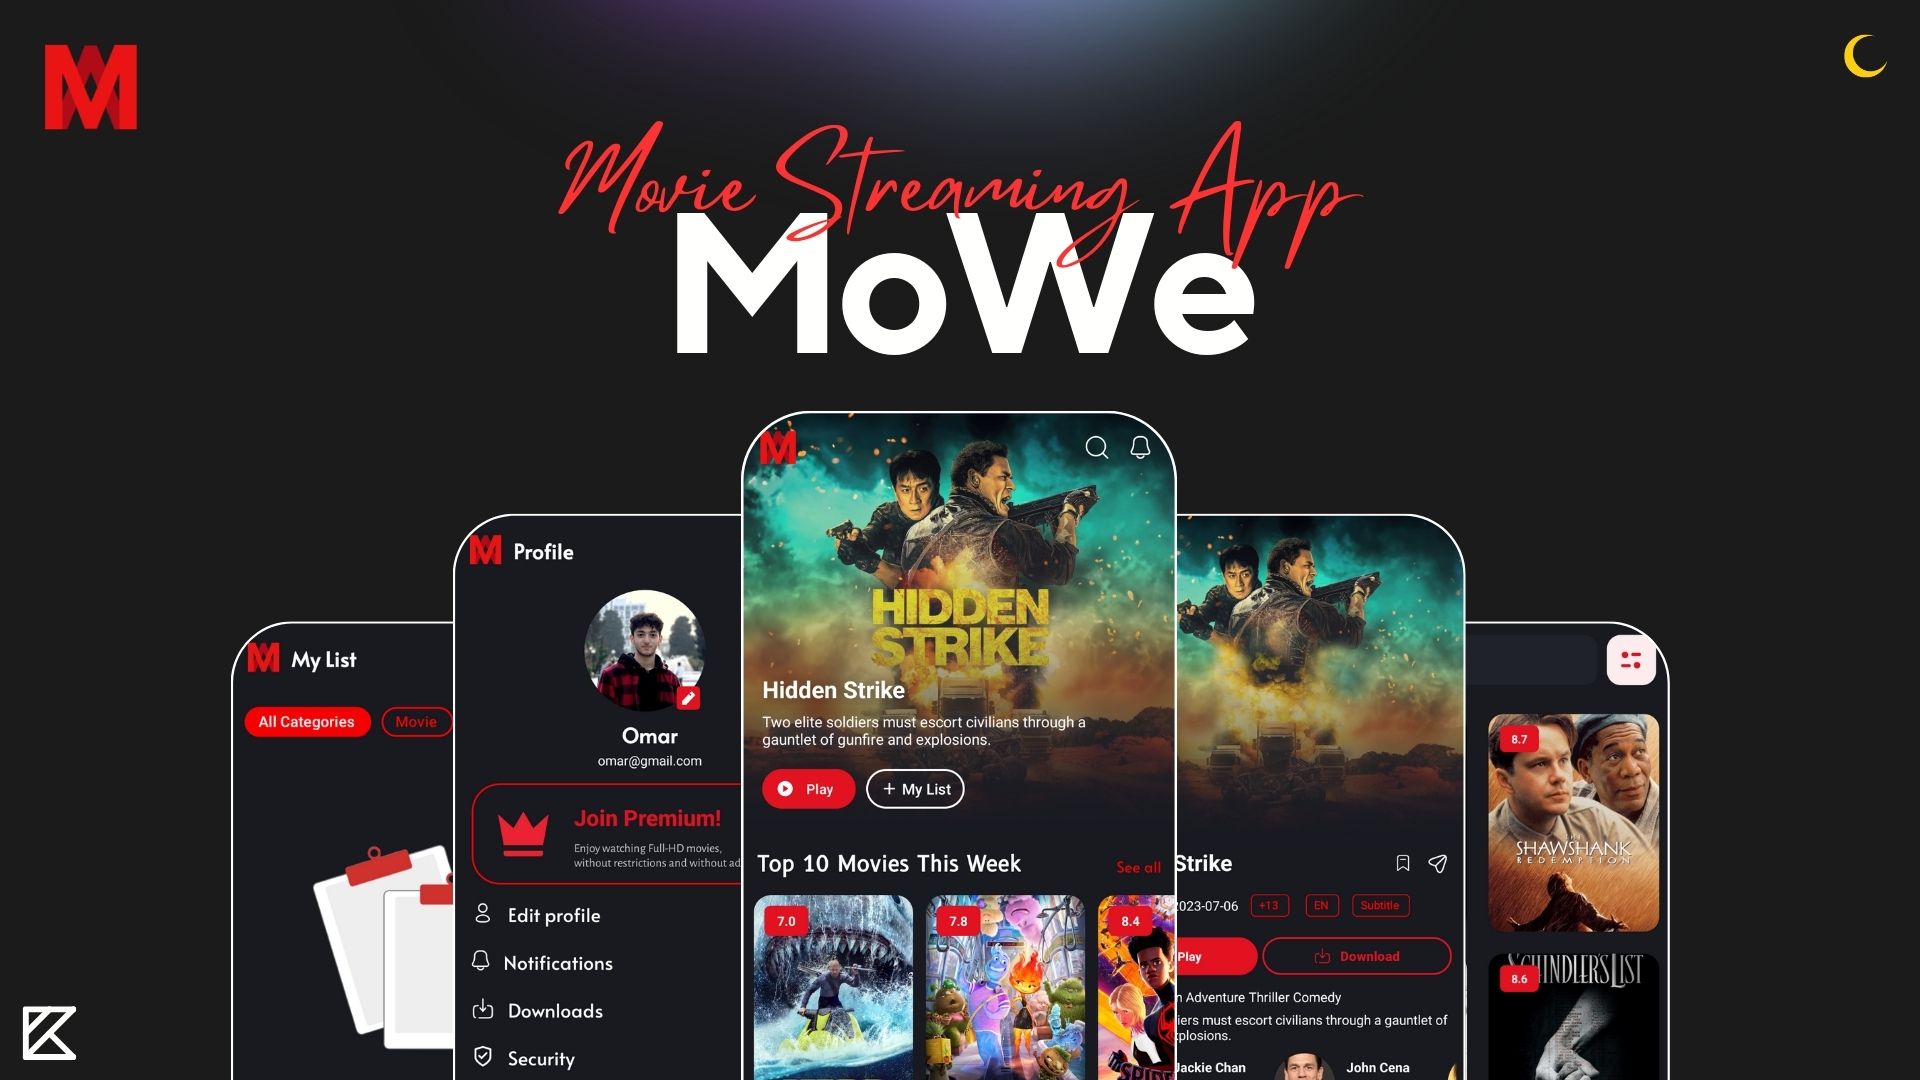 Movie Streaming App
MoWe
My List
All Categories
Movie
Profile
Omar
omar@gmail.com
Join Premium!
Enjoy watching Full-HD movies,
without restrictions and without ad
Edit profile
Notifications
Downloads
Security
HIDDEN
STRIKE
Hidden Strike
Two elite soldiers must escort civilians through a
gauntlet of gunfire and explosions.
Play
+ My List
Top 10 Movies This Week
See all
7.0
7.8
8.4
Strike
2023-07-06
+13
EN
Subtitle
Play
Download
n Adventure Thriller Comedy
iers must escort civilians through a gauntlet of
xplosions.
Jackie Chan
John Cena
8.7
THE
SHAWSHANK
REDEMPTION
8.6
SCHINDLER'S LIST